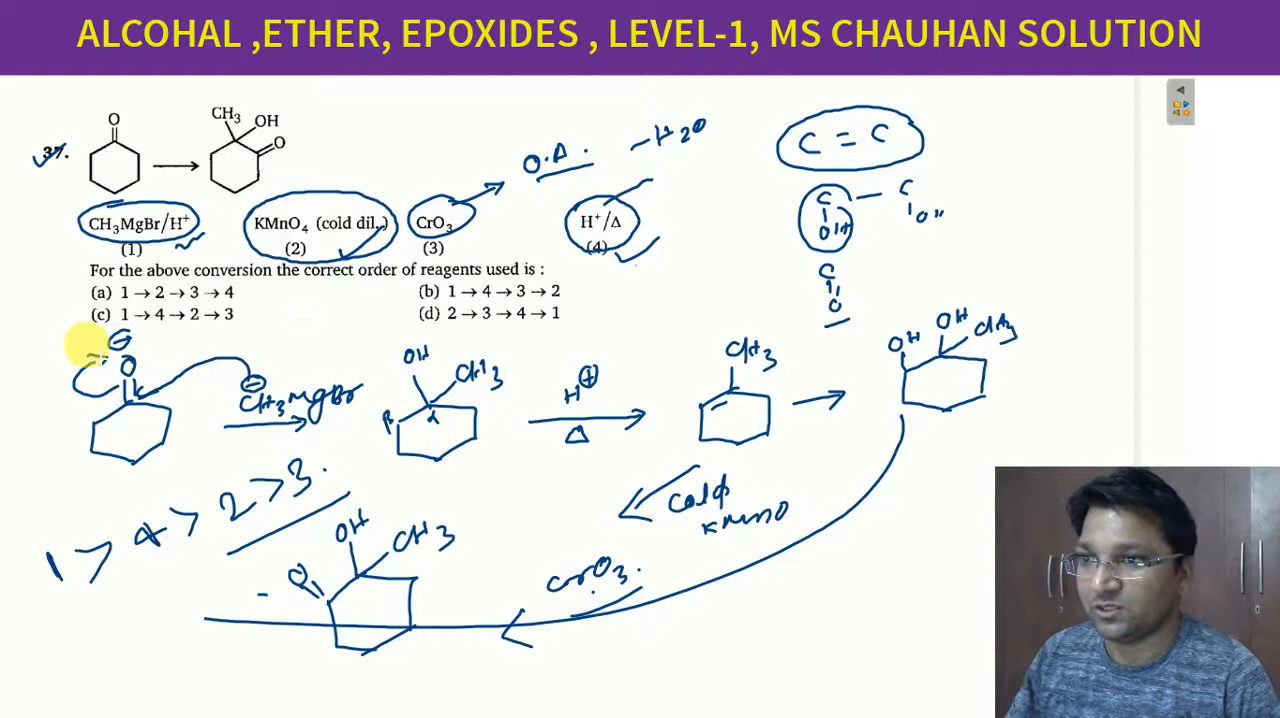 ALCOHAL ,ETHER, EPOXIDES , LEVEL-1, MS CHAUHAN SOLUTION
37.
O
CH₃ OH
O
CH₃MgBr/H⁺ KMnO₄ (cold dil.) CrO₃ H⁺/Δ
(1) (2) (3) (4)
For the above conversion the correct order of reagents used is :
(a) 1 → 2 → 3 → 4 (b) 1 → 4 → 3 → 2
(c) 1 → 4 → 2 → 3 (d) 2 → 3 → 4 → 1
O.A. -H₂O
C = C
C - C
OH OH
C
O
O
CH₃MgBr
OH
CH₃
β α
H⊕
Δ
CH₃
OH OH CH₃
cold
KMnO
CrO₃.
1 > 4 > 2 > 3.
OH
CH₃
O